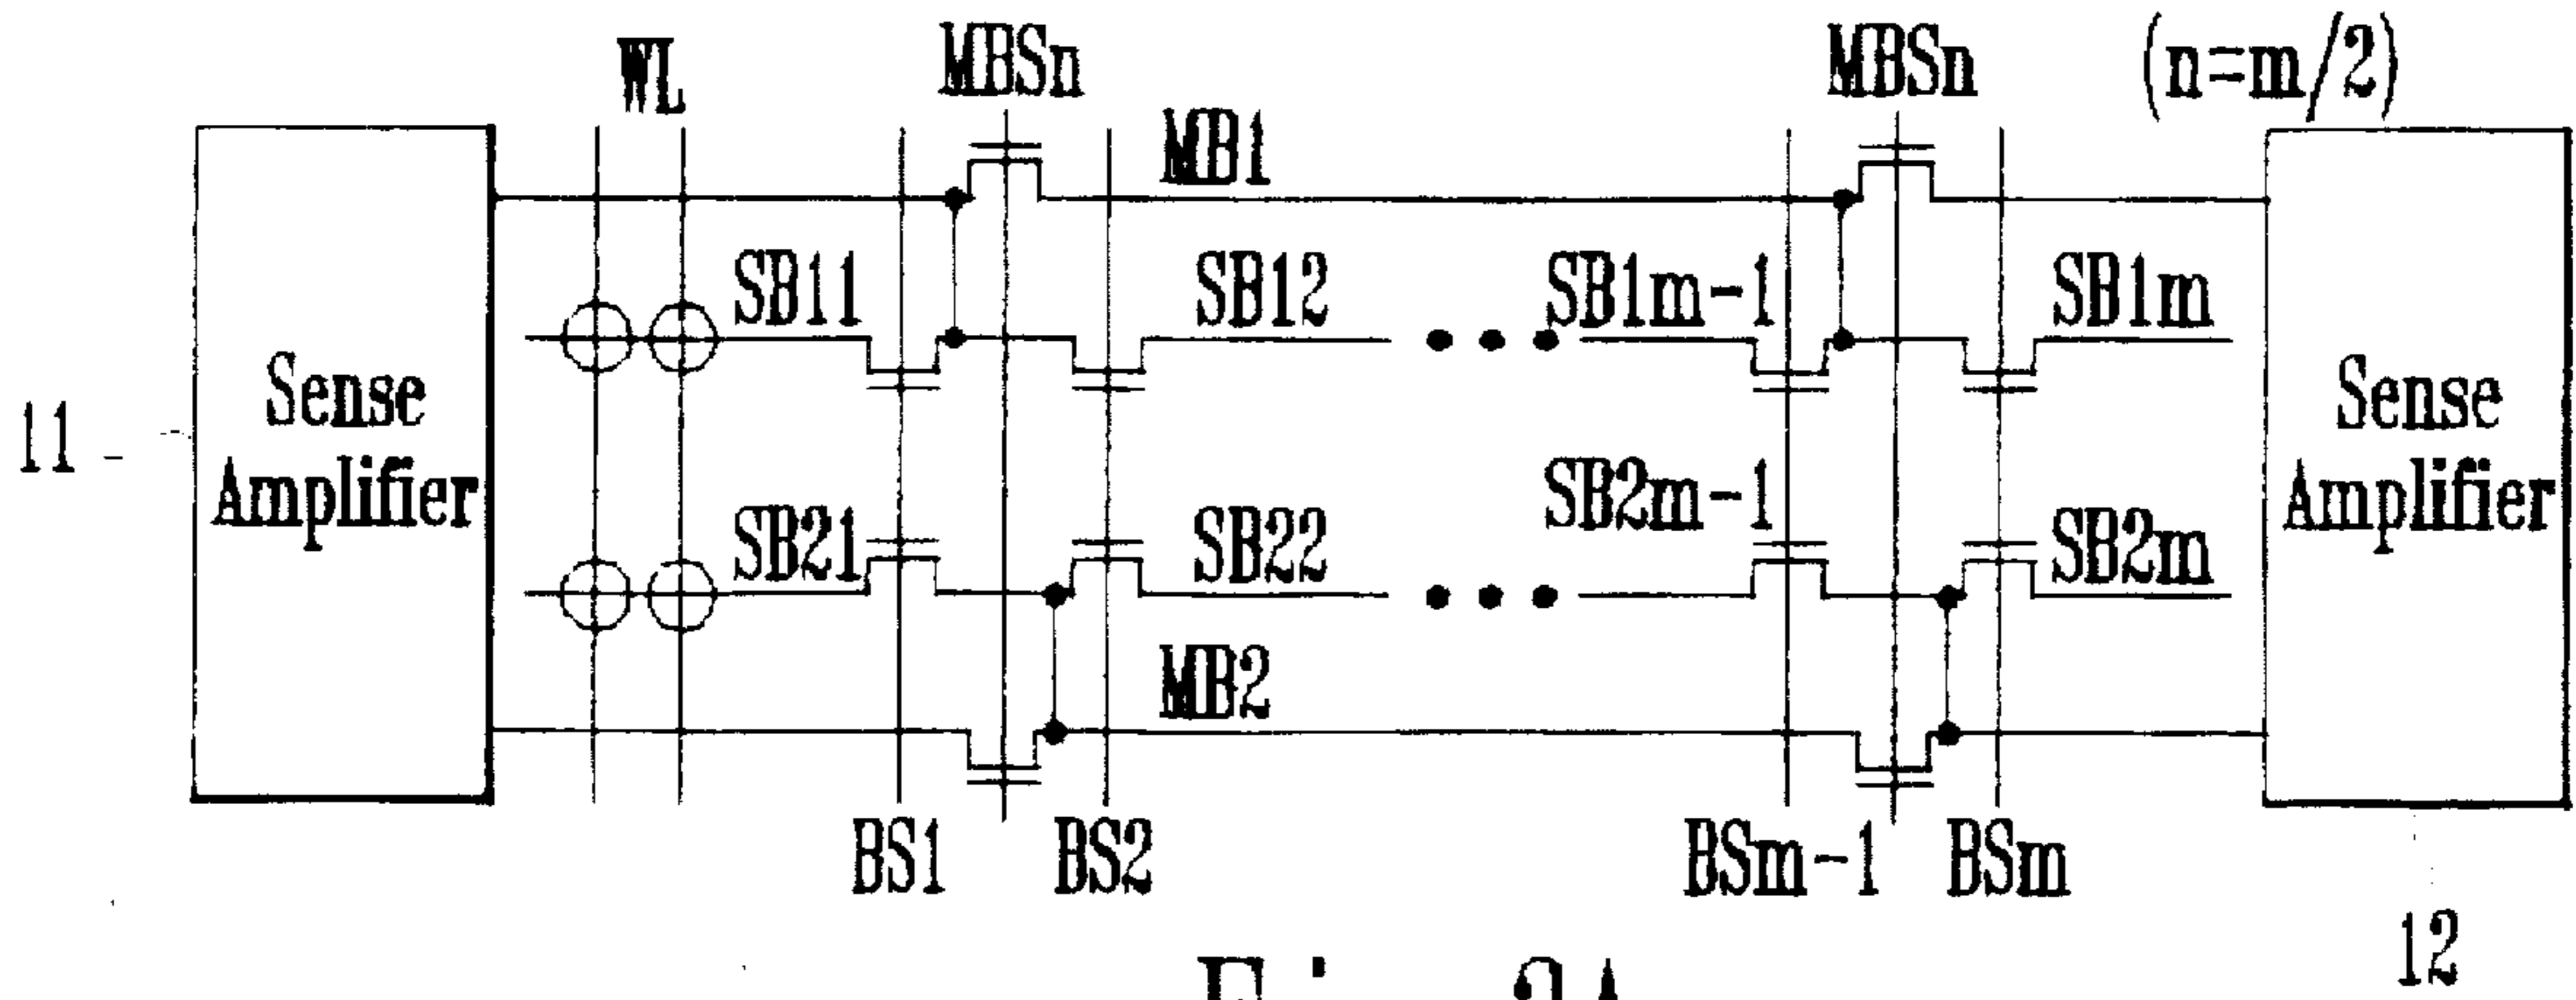 WL
MBSn
MBSn
(n=m/2)
MB1
SB11
SB12
SB1m-1
SB1m
Sense
Amplifier
Sense
Amplifier
11
SB21
SB22
SB2m-1
SB2m
MB2
BS1
BS2
BSm-1
BSm
12